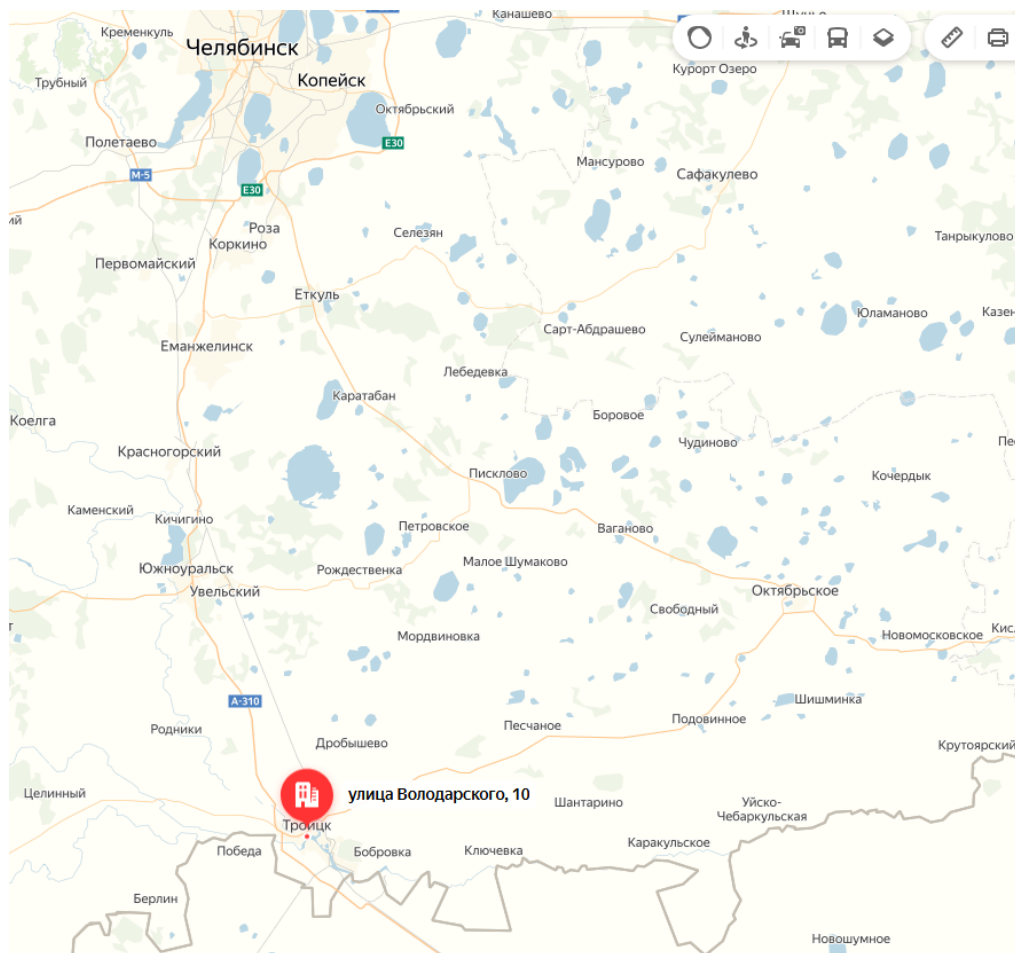 Канашево
Кременкуль
Челябинск
Копейск
Трубный
Курорт Озеро
Октябрьский
Полетаево
E30
М-5
E30
Мансурово
Сафакулево
Роза
Коркино
Селезян
Танрыкулово
Первомайский
Еткуль
Юламаново
Сарт-Абдрашево
Сулейманово
Еманжелинск
Лебедевка
Каратабан
Боровое
Коелга
Чудиново
Красногорский
Писклово
Кочердык
Каменский
Кичигино
Петровское
Ваганово
Южноуральск
Рождественка
Малое Шумаково
Увельский
Октябрьское
Свободный
Мордвиновка
Новомосковское
А-310
Шишминка
Родники
Песчаное
Подовинное
Дробышево
Крутоярский
Целинный
улица Володарского, 10
Шантарино
Уйско-
Чебаркульская
Троицк
Победа
Бобровка
Ключевка
Каракульское
Берлин
Новошумное